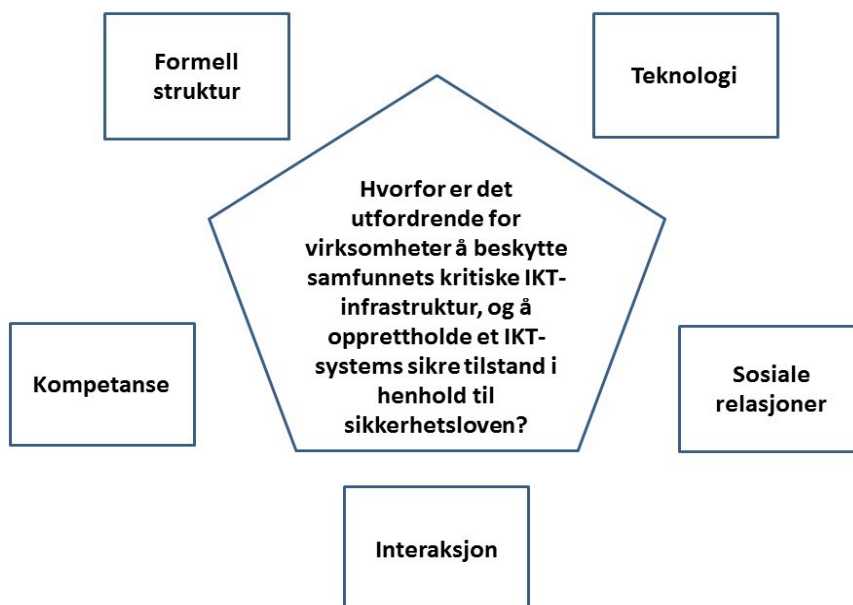 Formell
struktur
Teknologi
Hvorfor er det
utfordrende for
virksomheter å beskytte
samfunnets kritiske IKT-
infrastruktur, og å
opprettholde et IKT-
systems sikre tilstand i
henhold til
sikkerhetsloven?
Kompetanse
Sosiale
relasjoner
Interaksjon